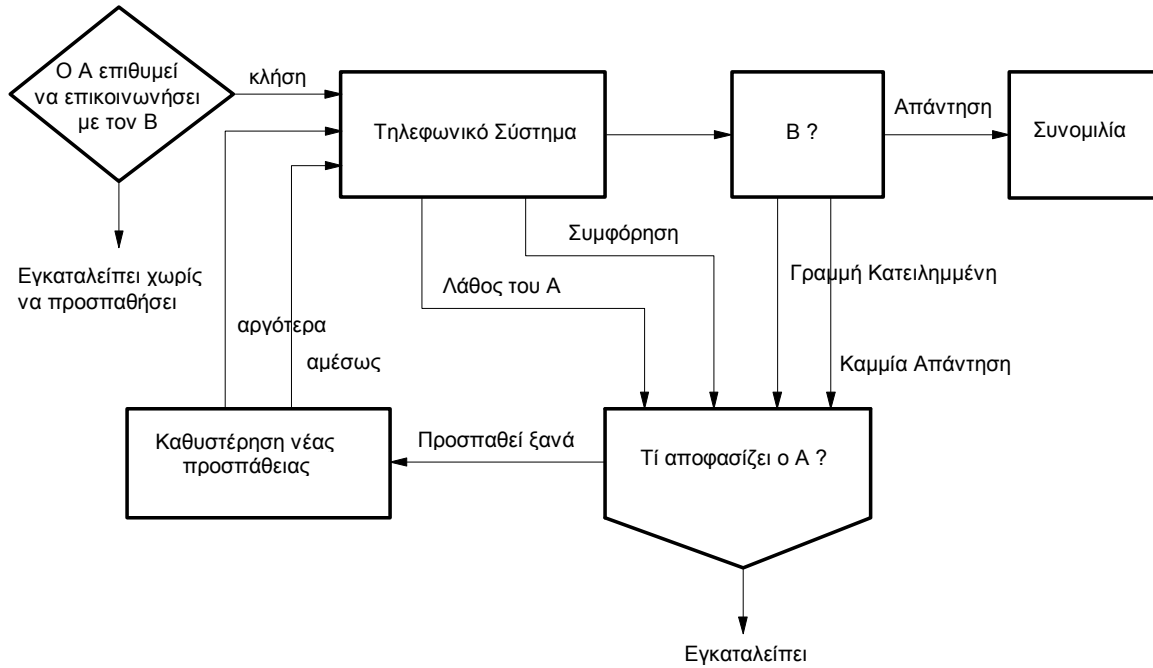 Ο Α επιθυμεί
να επικοινωνήσει
με τον Β
κλήση
Τηλεφωνικό Σύστημα
Β ?
Απάντηση
Συνομιλία
Εγκαταλείπει χωρίς
να προσπαθήσει
Συμφόρηση
Λάθος του Α
Γραμμή Κατειλημμένη
αργότερα
αμέσως
Καμμία Απάντηση
Καθυστέρηση νέας
προσπάθειας
Προσπαθεί ξανά
Τί αποφασίζει ο Α ?
Εγκαταλείπει